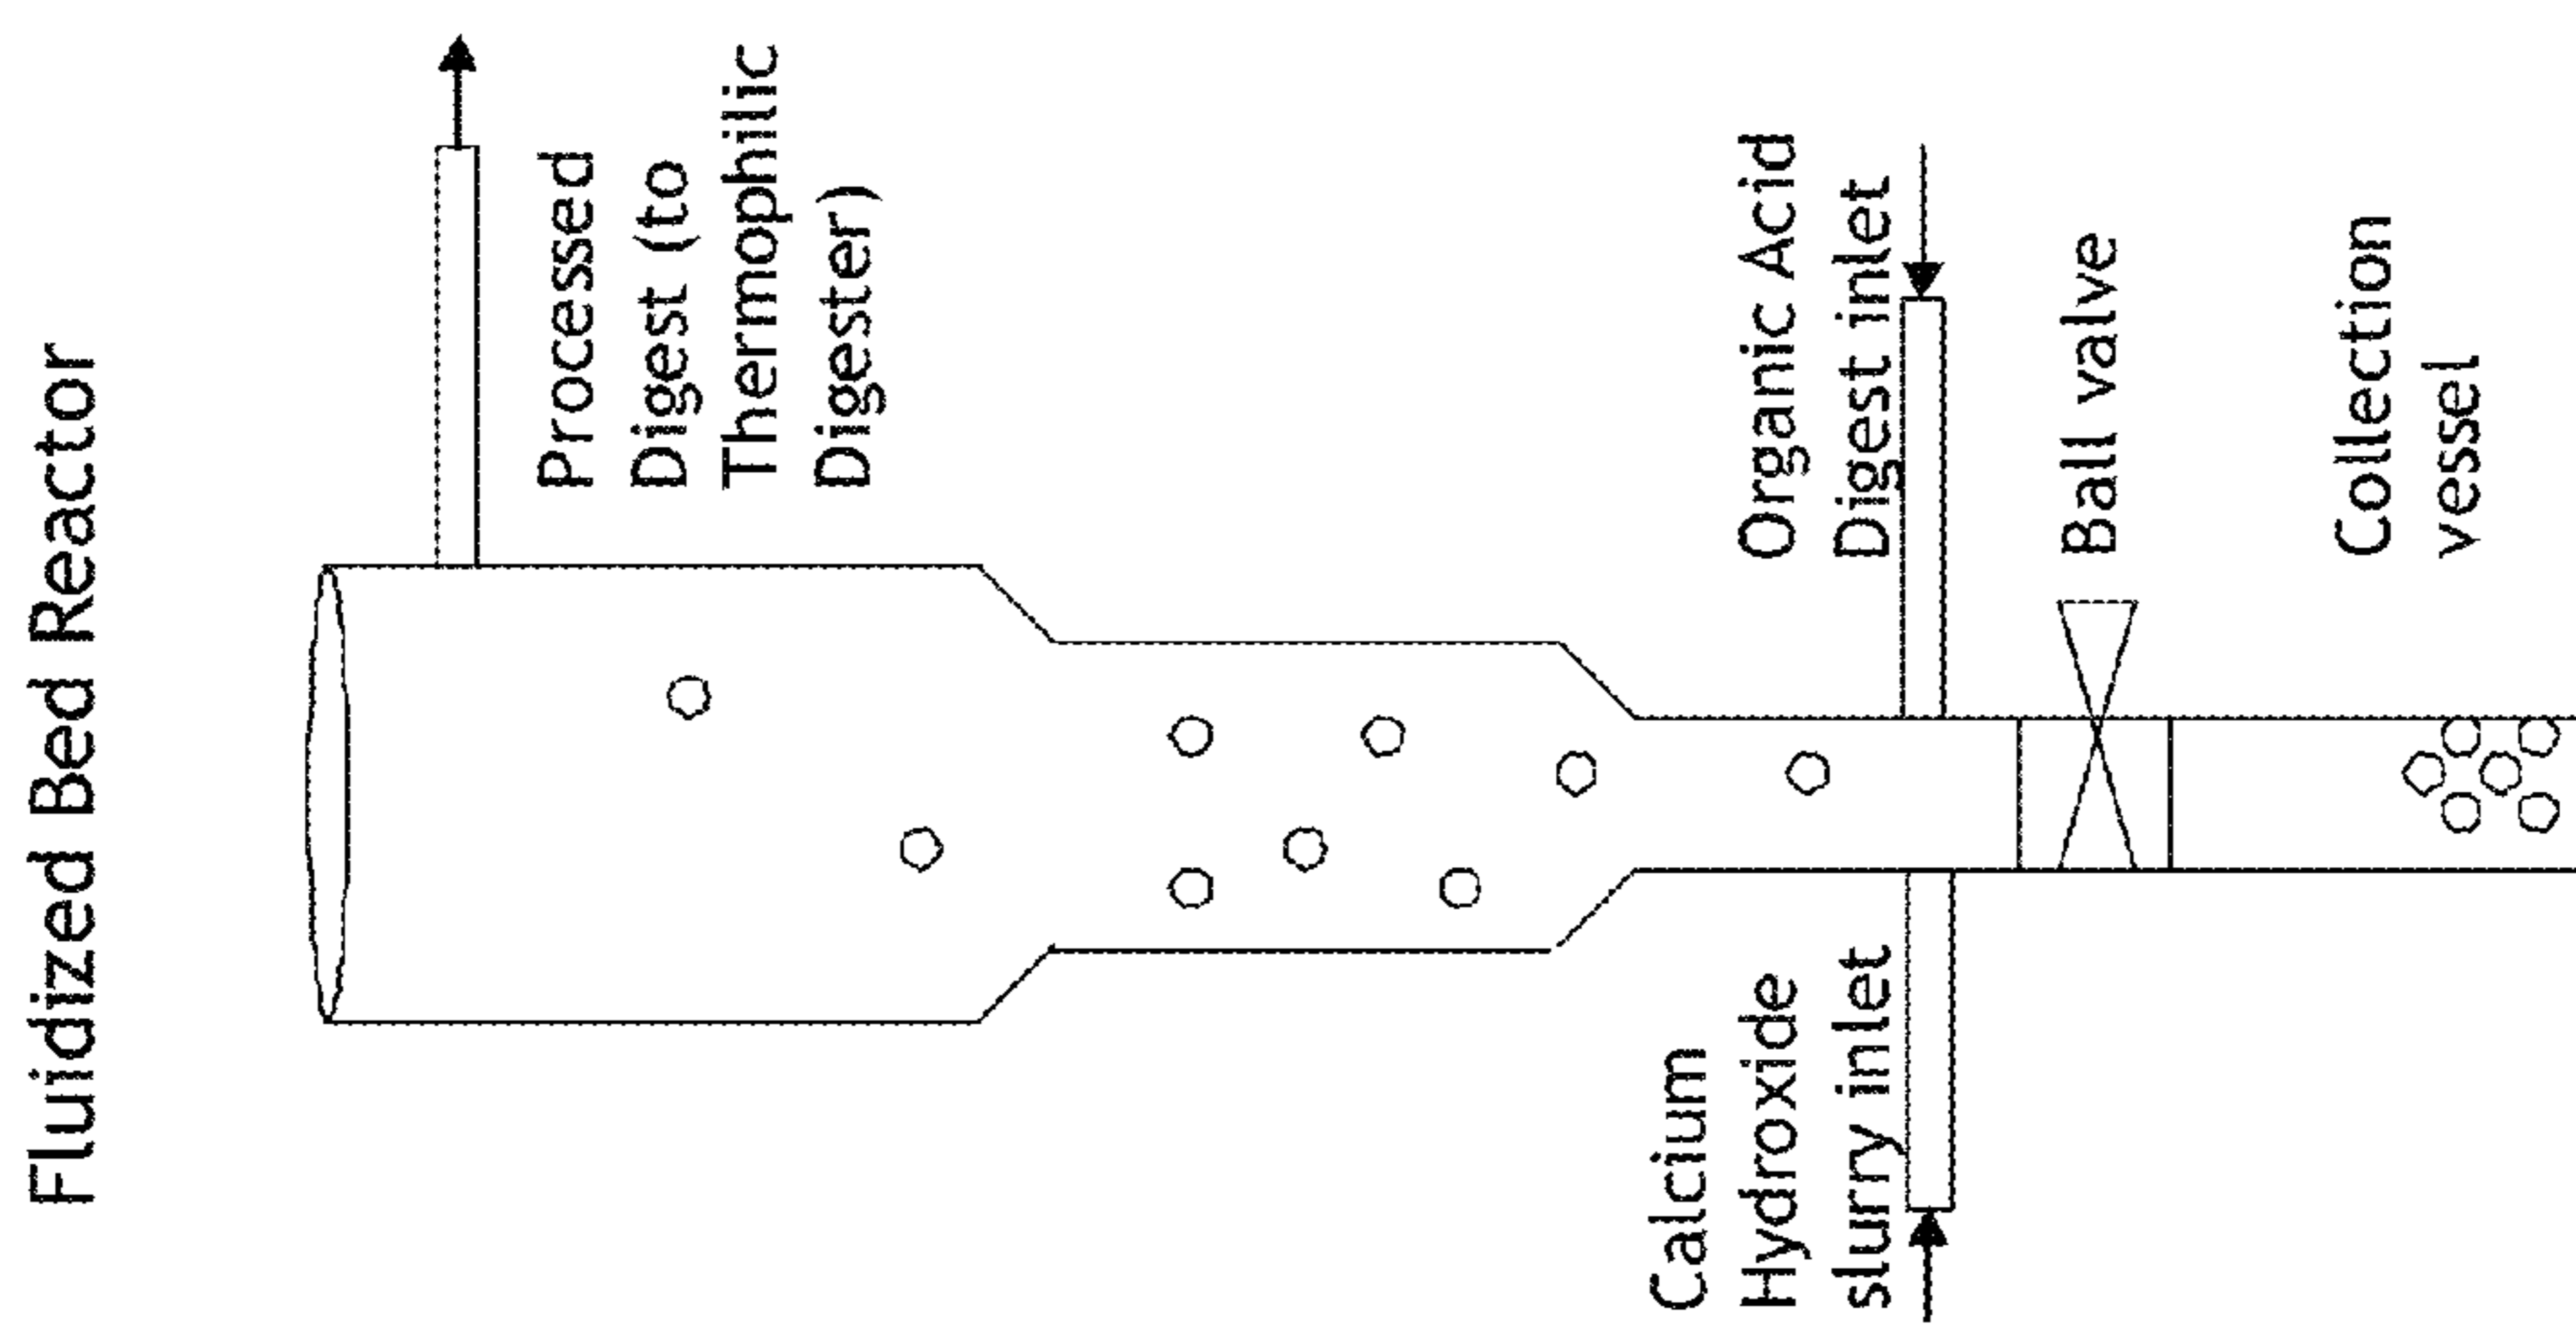 Fluidized Bed Reactor
Processed
Digest (to
Thermophilic
Digester)
Calcium
Hydroxide
slurry inlet
Organic Acid
Digest inlet
Ball valve
Collection
vessel